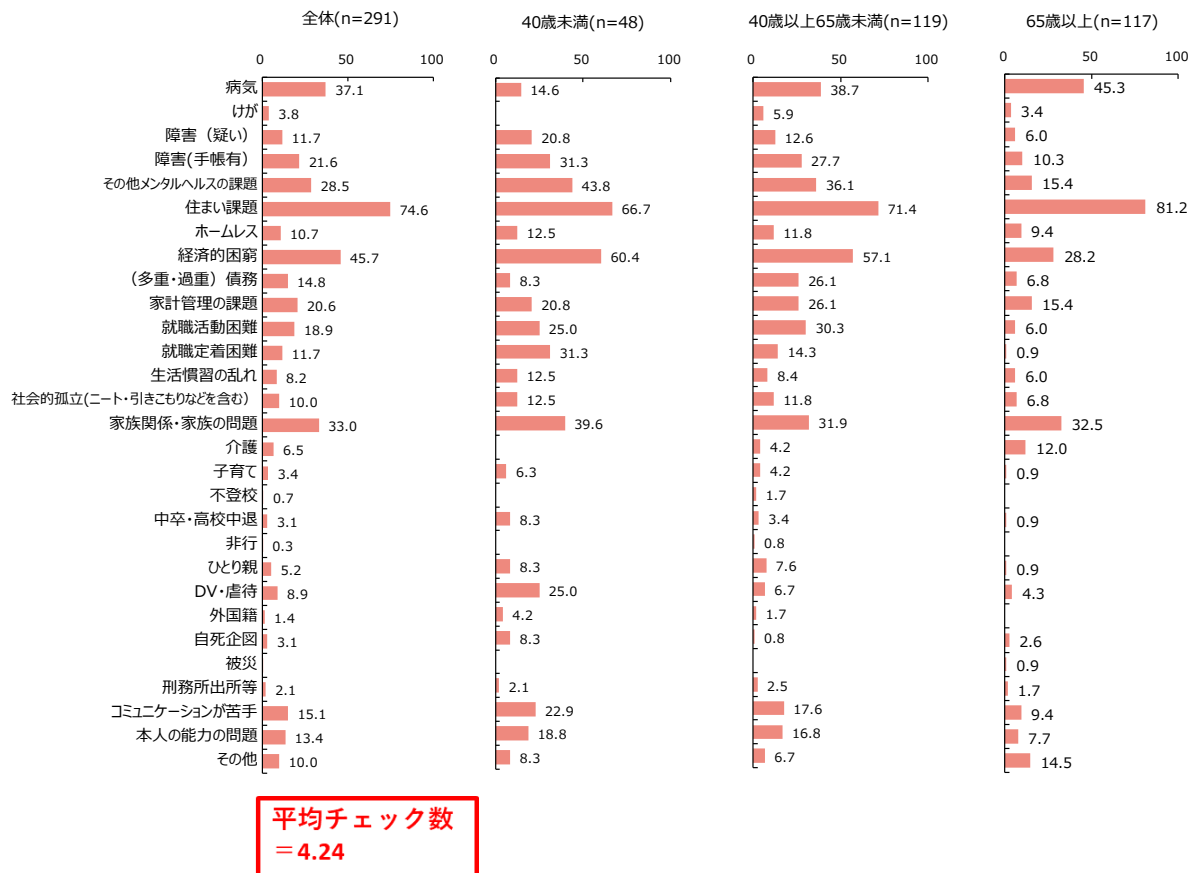 全体(n=291) 40歳未満(n=48) 40歳以上65歳未満(n=119) 65歳以上(n=117)
0 50 100 0 50 100 0 50 100 0 50 100
病気 37.1 14.6 38.7 45.3
けが 3.8 5.9 3.4
障害（疑い） 11.7 20.8 12.6 6.0
障害(手帳有） 21.6 31.3 27.7 10.3
その他メンタルヘルスの課題 28.5 43.8 36.1 15.4
住まい課題 74.6 66.7 71.4 81.2
ホームレス 10.7 12.5 11.8 9.4
経済的困窮 45.7 60.4 57.1 28.2
（多重・過重）債務 14.8 8.3 26.1 6.8
家計管理の課題 20.6 20.8 26.1 15.4
就職活動困難 18.9 25.0 30.3 6.0
就職定着困難 11.7 31.3 14.3 0.9
生活慣習の乱れ 8.2 12.5 8.4 6.0
社会的孤立(ニート・引きこもりなどを含む） 10.0 12.5 11.8 6.8
家族関係・家族の問題 33.0 39.6 31.9 32.5
介護 6.5 4.2 12.0
子育て 3.4 6.3 4.2 0.9
不登校 0.7 1.7
中卒・高校中退 3.1 8.3 3.4 0.9
非行 0.3 0.8
ひとり親 5.2 8.3 7.6 0.9
DV・虐待 8.9 25.0 6.7 4.3
外国籍 1.4 4.2 1.7
自死企図 3.1 8.3 0.8 2.6
被災 0.9
刑務所出所等 2.1 2.1 2.5 1.7
コミュニケーションが苦手 15.1 22.9 17.6 9.4
本人の能力の問題 13.4 18.8 16.8 7.7
その他 10.0 8.3 6.7 14.5
平均チェック数
＝4.24